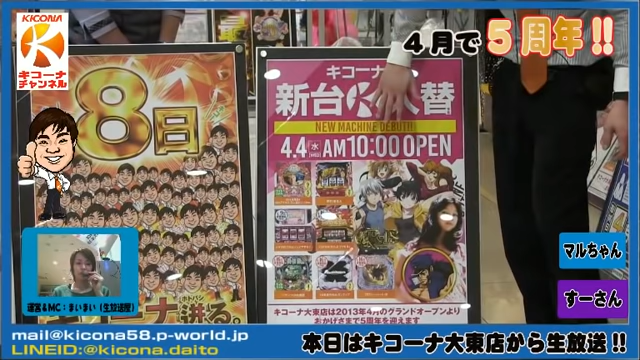 KICONA
キコーナ
チャンネル
4月で5周年!!
8日
キコーナ
新台入替
NEW MACHINE DEBUT!!
4.4 水 AM10:00 OPEN
キコーナ大東店は2013年4月のグランドオープンより
おかげさまで5周年を迎えます
運営&MC:まいまい(生放送部)
マルちゃん
すーさん
mail@kicona58.p-world.jp
LINEID:@kicona.daito
本日はキコーナ大東店から生放送!!